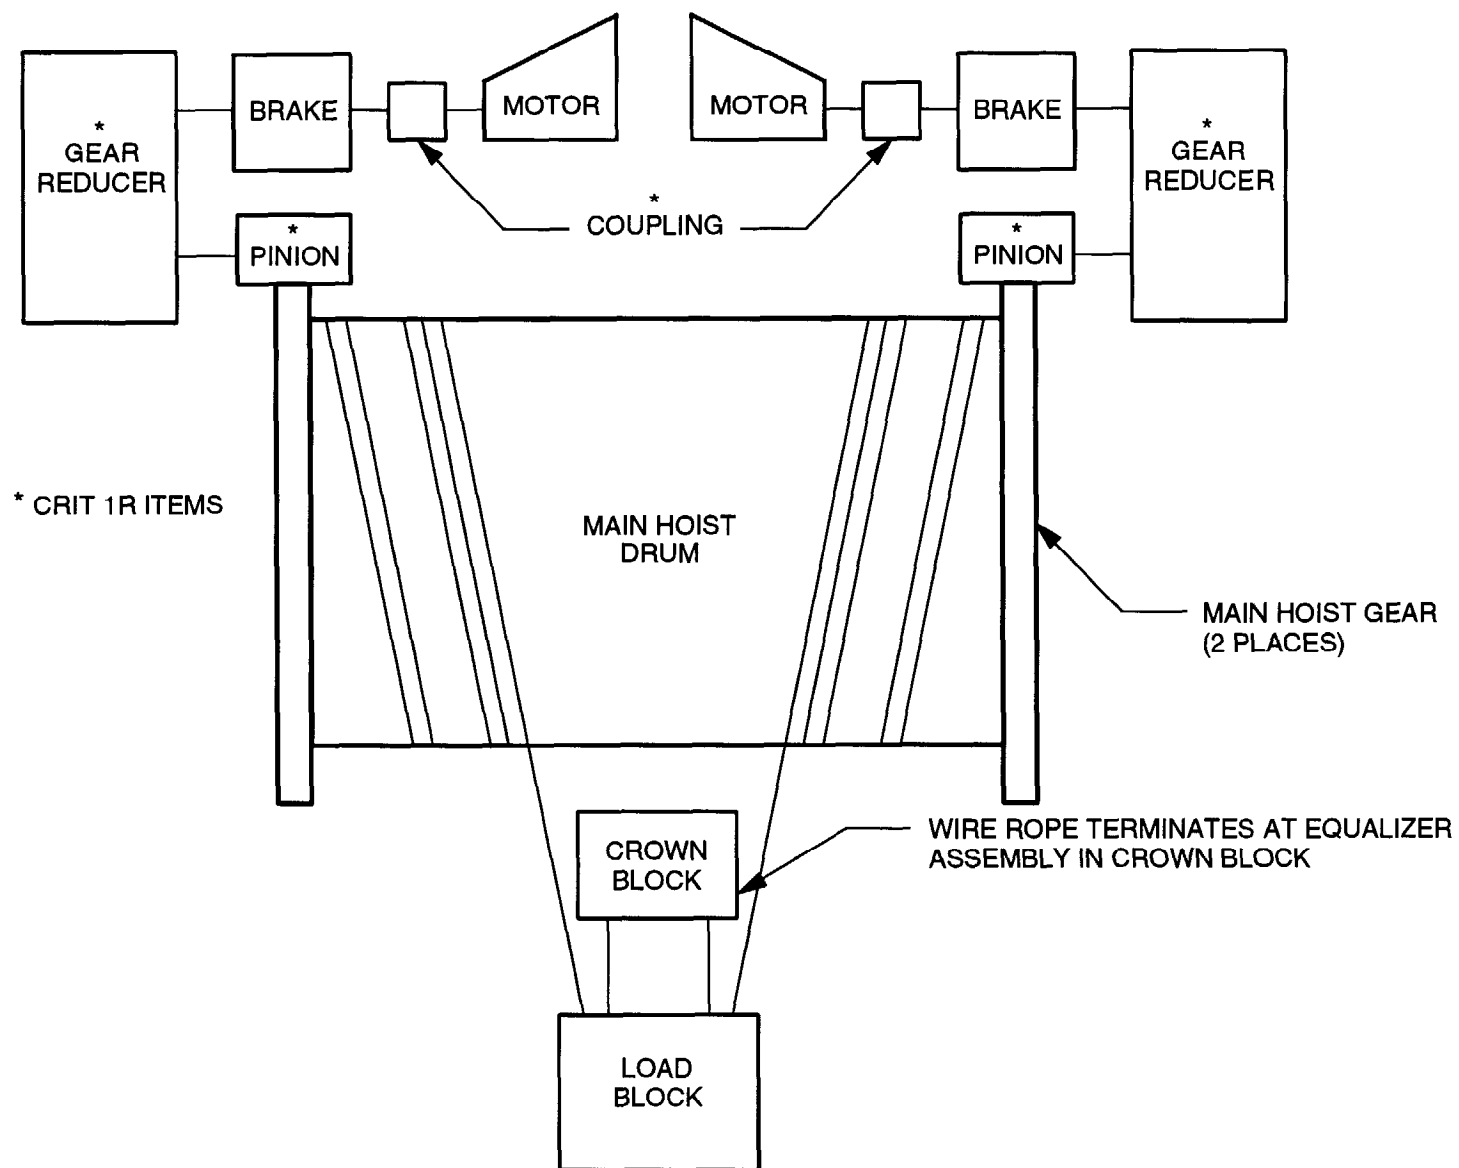 BRAKE
MOTOR
MOTOR
BRAKE
*
GEAR
REDUCER
*
GEAR
REDUCER
*
COUPLING
*
PINION
*
PINION
* CRIT 1R ITEMS
MAIN HOIST
DRUM
MAIN HOIST GEAR
(2 PLACES)
WIRE ROPE TERMINATES AT EQUALIZER
ASSEMBLY IN CROWN BLOCK
CROWN
BLOCK
LOAD
BLOCK